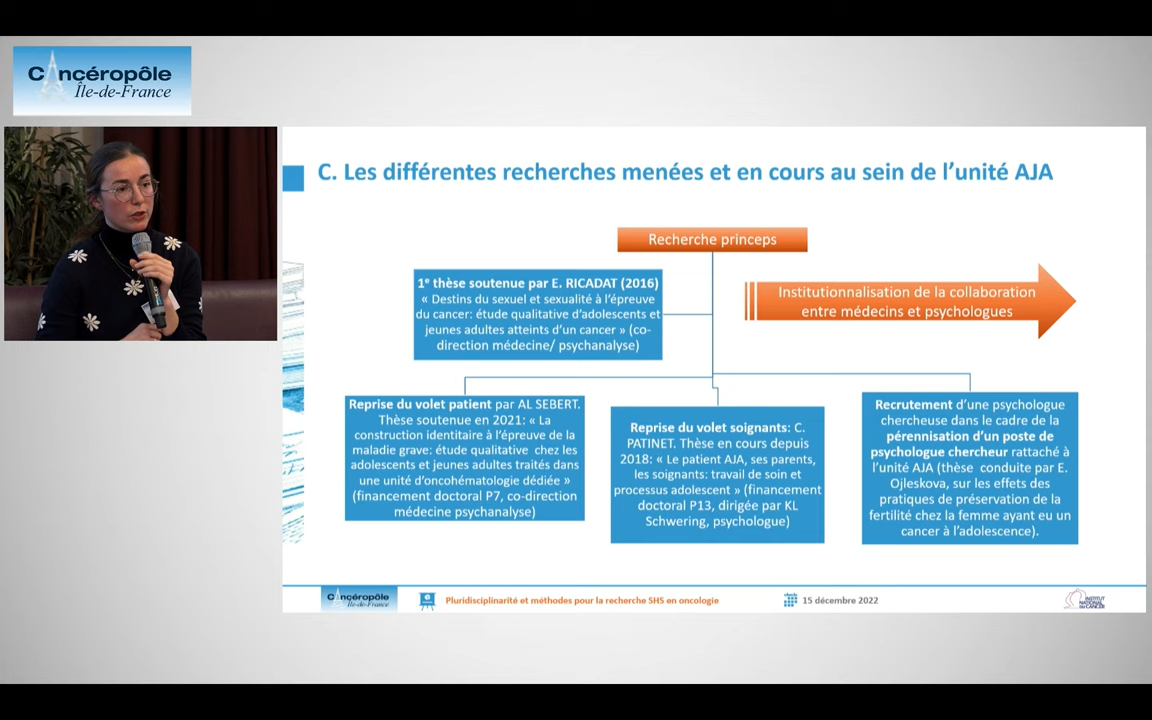 Cancéropôle
Île-de-France
C. Les différentes recherches menées et en cours au sein de l’unité AJA
Recherche princeps
1e thèse soutenue par E. RICADAT (2016)
« Destins du sexuel et sexualité à l’épreuve
du cancer: étude qualitative d’adolescents et
jeunes adultes atteints d’un cancer » (co-
direction médecine/ psychanalyse)
Institutionnalisation de la collaboration
entre médecins et psychologues
Reprise du volet patient par AL SEBERT.
Thèse soutenue en 2021: « La
construction identitaire à l’épreuve de la
maladie grave: étude qualitative chez les
adolescents et jeunes adultes traités dans
une unité d’oncohématologie dédiée »
(financement doctoral P7, co-direction
médecine psychanalyse)
Reprise du volet soignants: C.
PATINET. Thèse en cours depuis
2018: « Le patient AJA, ses parents,
les soignants: travail de soin et
processus adolescent » (financement
doctoral P13, dirigée par KL
Schwering, psychologue)
Recrutement d’une psychologue
chercheuse dans le cadre de la
pérennisation d’un poste de
psychologue chercheur rattaché à
l’unité AJA (thèse conduite par E.
Ojleskova, sur les effets des
pratiques de préservation de la
fertilité chez la femme ayant eu un
cancer à l’adolescence).
Cancéropôle
Île-de-France
Pluridisciplinarité et méthodes pour la recherche SHS en oncologie
15 décembre 2022
INSTITUT
NATIONAL
DU CANCER